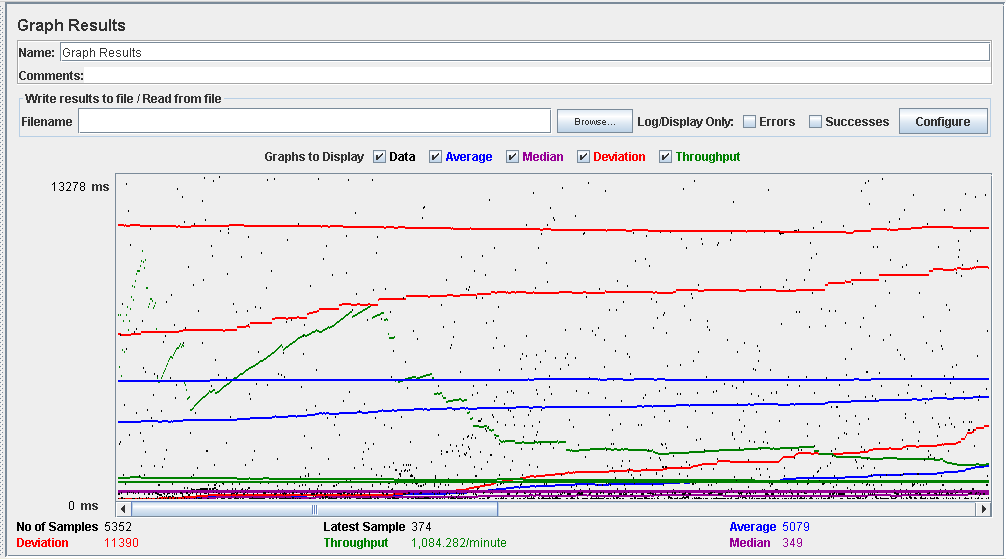 Graph Results
Name: Graph Results
Comments:
Write results to file / Read from file
Filename Browse... Log/Display Only: Errors Successes Configure
Graphs to Display Data Average Median Deviation Throughput
13278 ms
0 ms
No of Samples 5352 Latest Sample 374 Average 5079
Deviation 11390 Throughput 1,084.282/minute Median 349